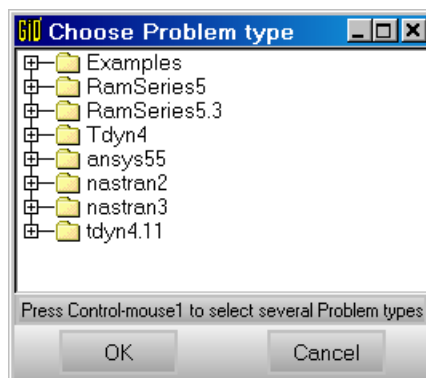 GiD Choose Problem type
Examples
RamSeries5
RamSeries5.3
Tdyn4
ansys55
nastran2
nastran3
tdyn4.11
Press Control-mouse1 to select several Problem types
OK Cancel